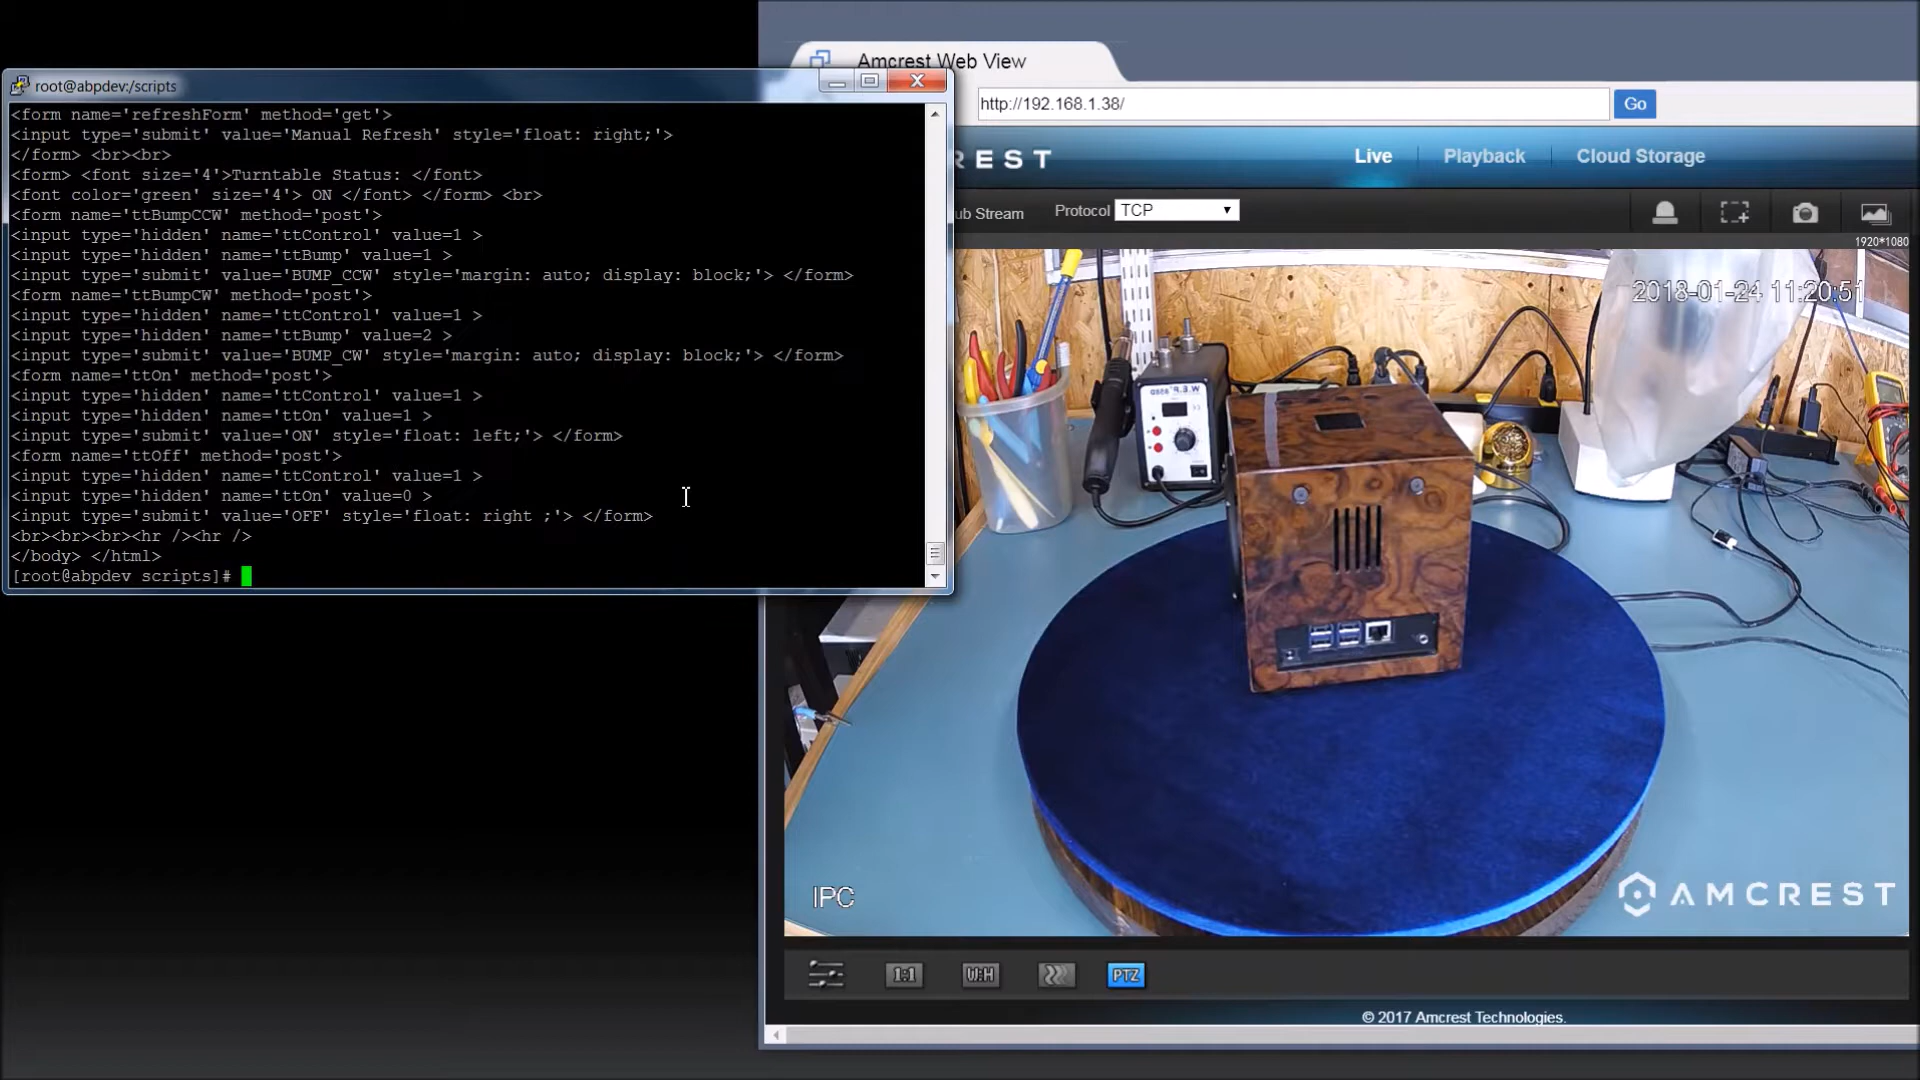 root@abpdev:/scripts
<form name='refreshForm' method='get'>
<input type='submit' value='Manual Refresh' style='float: right;'>
</form> <br><br>
<form> <font size='4'>Turntable Status: </font>
<font color='green' size='4'> ON </font> </form> <br>
<form name='ttBumpCCW' method='post'>
<input type='hidden' name='ttControl' value=1 >
<input type='hidden' name='ttBump' value=1 >
<input type='submit' value='BUMP_CCW' style='margin: auto; display: block;'> </form>
<form name='ttBumpCW' method='post'>
<input type='hidden' name='ttControl' value=1 >
<input type='hidden' name='ttBump' value=2 >
<input type='submit' value='BUMP_CW' style='margin: auto; display: block;'> </form>
<form name='ttOn' method='post'>
<input type='hidden' name='ttControl' value=1 >
<input type='hidden' name='ttOn' value=1 >
<input type='submit' value='ON' style='float: left;'> </form>
<form name='ttOff' method='post'>
<input type='hidden' name='ttControl' value=1 >
<input type='hidden' name='ttOn' value=0 >
<input type='submit' value='OFF' style='float: right ;'> </form>
<br><br><br><hr /><hr />
</body> </html>
[root@abpdev scripts]#
Amcrest Web View
http://192.168.1.38/
Go
REST
Live
Playback
Cloud Storage
ub Stream
Protocol
TCP
1920*1080
2018-01-24 11:20:51
IPC
AMCREST
1:1
W:H
PTZ
© 2017 Amcrest Technologies.